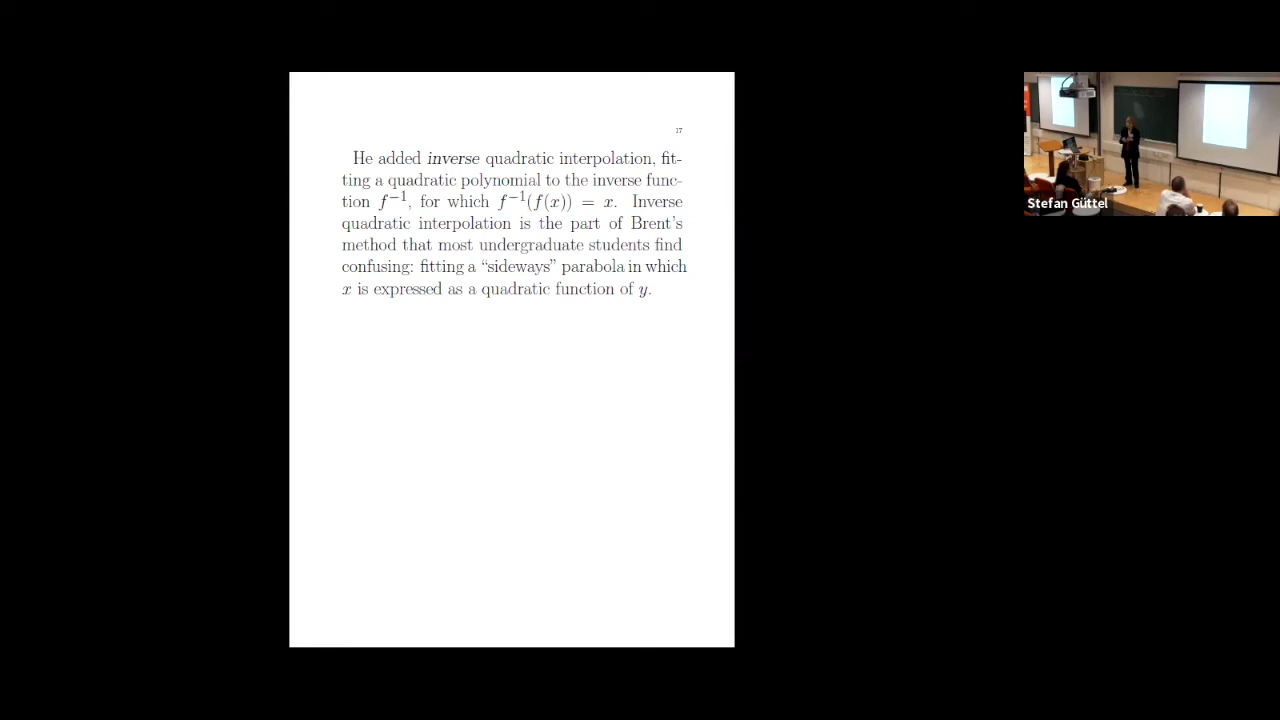 17
He added inverse quadratic interpolation, fit-
ting a quadratic polynomial to the inverse func-
tion f⁻¹, for which f⁻¹(f(x)) = x. Inverse
quadratic interpolation is the part of Brent's
method that most undergraduate students find
confusing: fitting a “sideways” parabola in which
x is expressed as a quadratic function of y.
Stefan Güttel